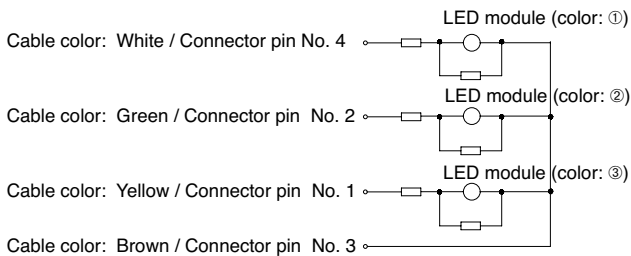 LED module (color: ①)
Cable color: White / Connector pin No. 4
LED module (color: ②)
Cable color: Green / Connector pin No. 2
LED module (color: ③)
Cable color: Yellow / Connector pin No. 1
Cable color: Brown / Connector pin No. 3